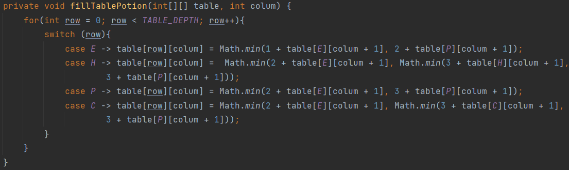 private void fillTablePotion(int[][] table, int colum) {
for(int row = 0; row < TABLE_DEPTH; row++){
switch (row){
case E -> table[row][colum] = Math.min(1 + table[E][colum + 1], 2 + table[P][colum + 1]);
case H -> table[row][colum] =  Math.min(2 + table[E][colum + 1], Math.min(3 + table[H][colum + 1],
3 + table[P][colum + 1]));
case P -> table[row][colum] = Math.min(2 + table[E][colum + 1], 3 + table[P][colum + 1]);
case C -> table[row][colum] = Math.min(2 + table[E][colum + 1], Math.min(3 + table[C][colum + 1],
3 + table[P][colum + 1]));
}
}
}